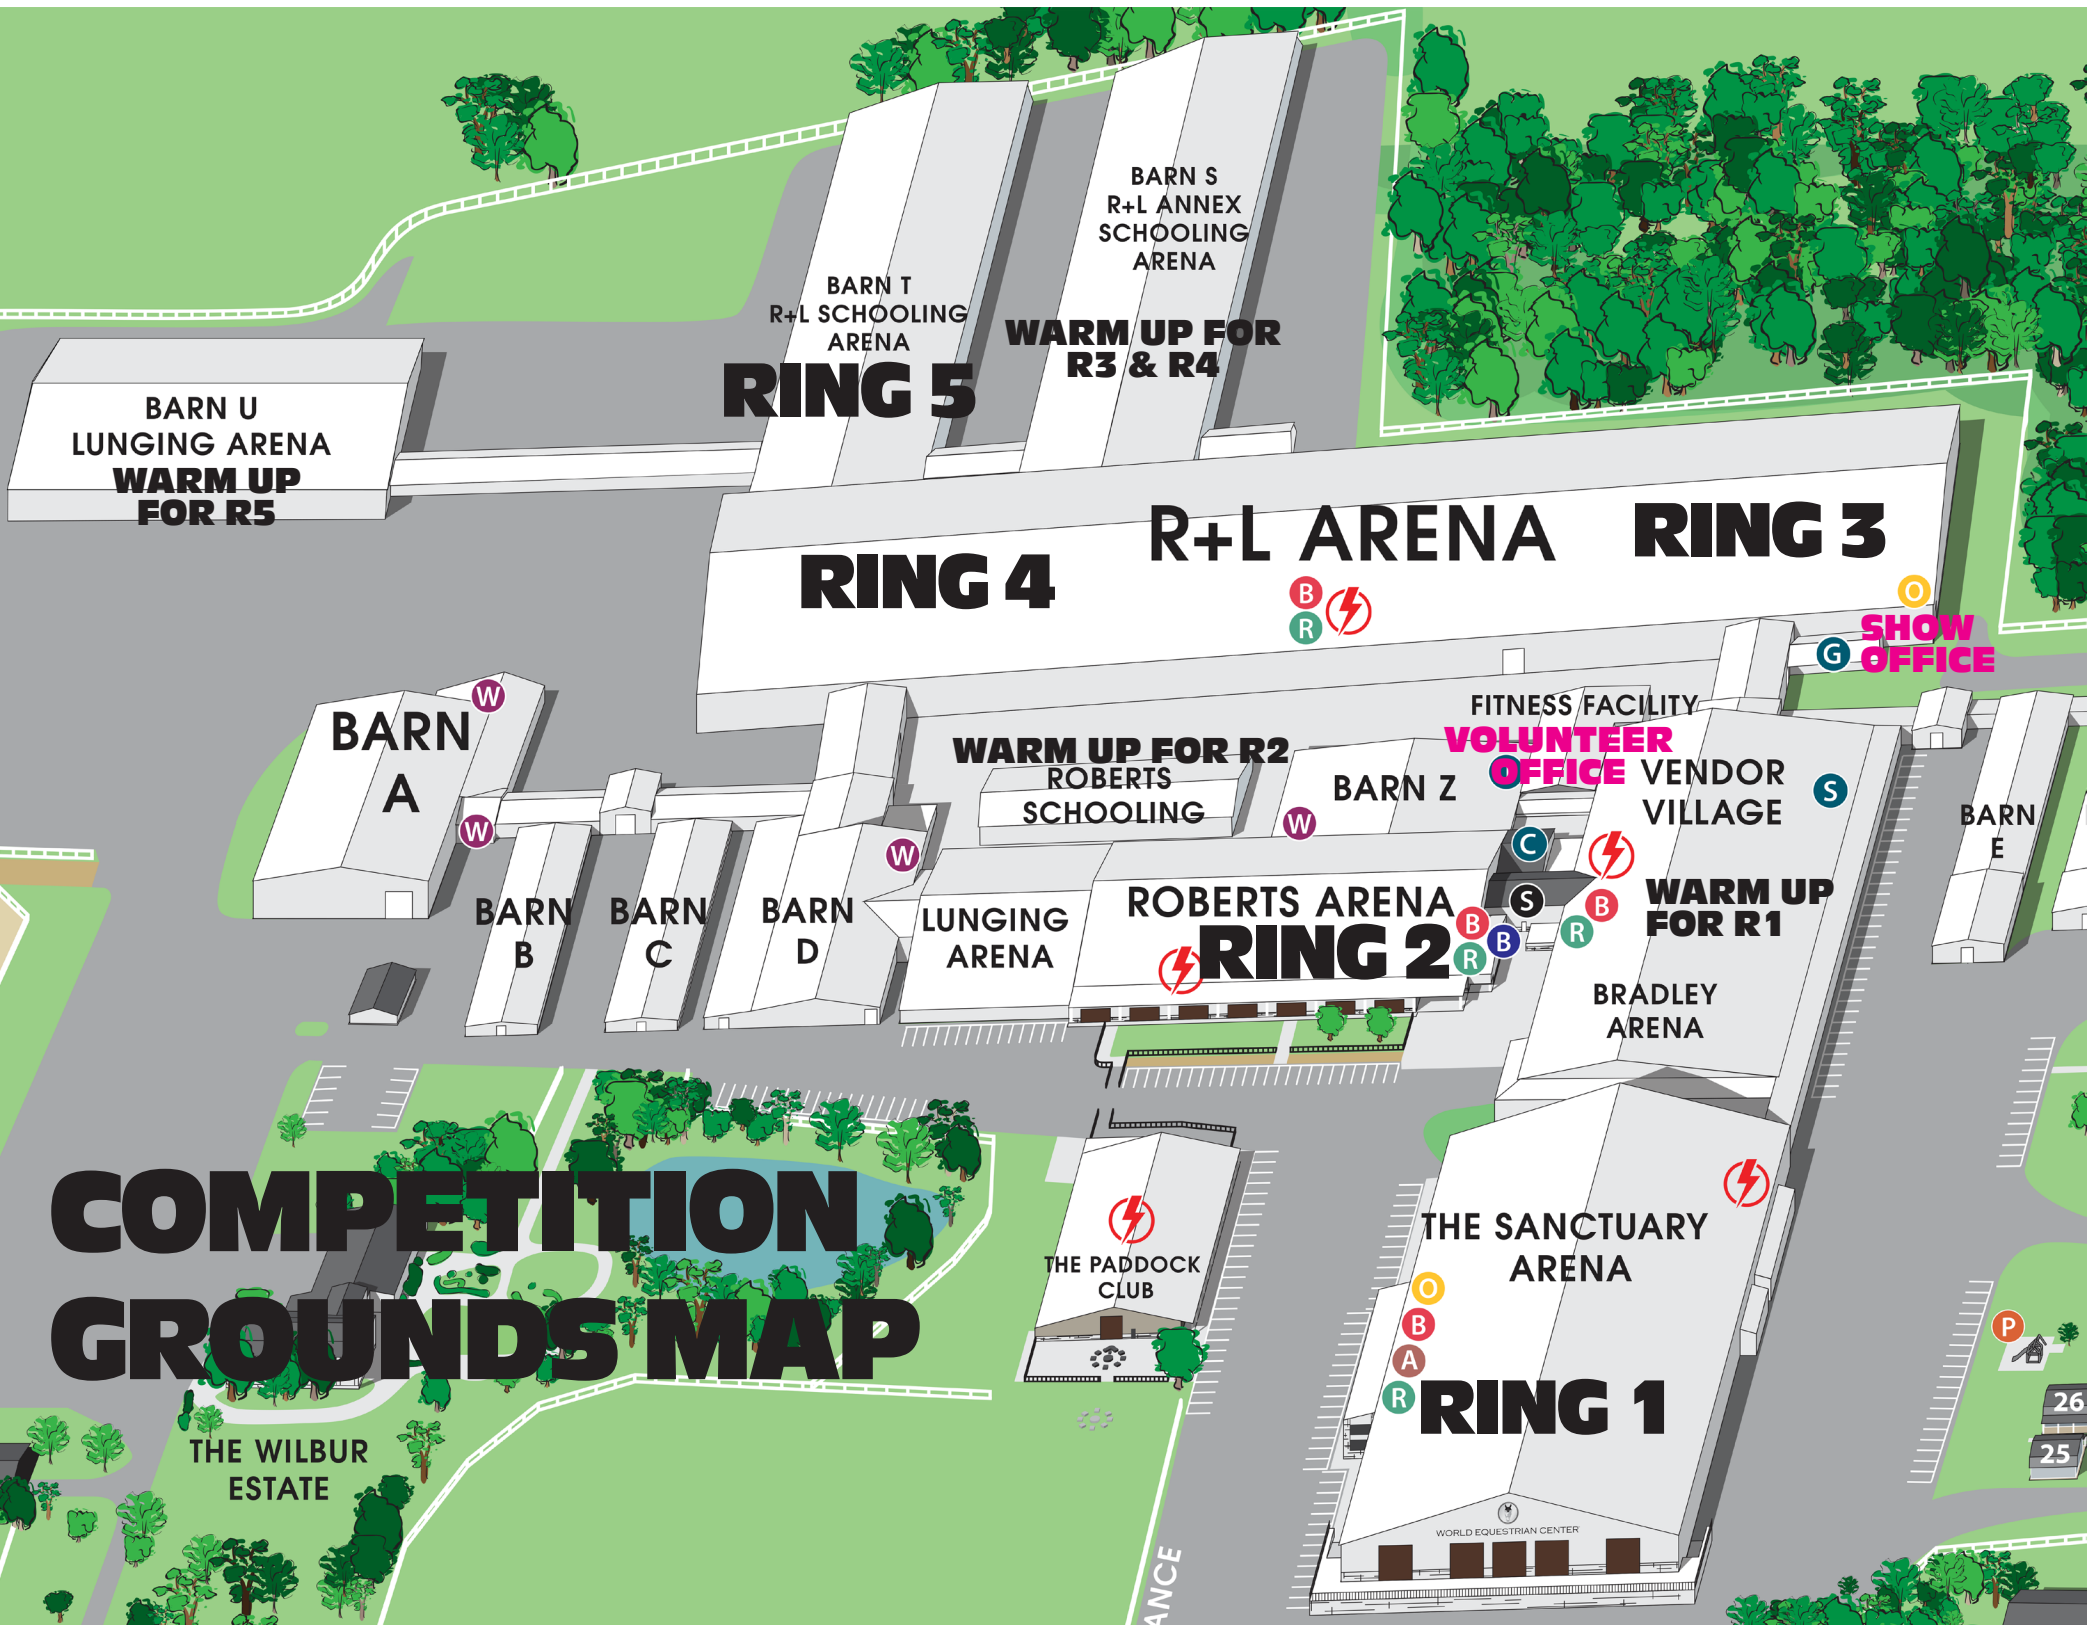 BARN S
R+L ANNEX
SCHOOLING
ARENA
WARM UP FOR
R3 & R4
BARN T
R+L SCHOOLING
ARENA
RING 5
BARN U
LUNGING ARENA
WARM UP
FOR R5
R+L ARENA
RING 3
RING 4
B
R
O
SHOW
OFFICE
G
BARN
A
W
W
W
FITNESS FACILITY
VOLUNTEER
OFFICE
WARM UP FOR R2
ROBERTS
SCHOOLING
BARN Z
W
VENDOR
VILLAGE
S
BARN
E
C
S
B
R
WARM UP
FOR R1
BARN
B
BARN
C
BARN
D
LUNGING
ARENA
ROBERTS ARENA
RING 2
B
B
R
BRADLEY
ARENA
COMPETITION
GROUNDS MAP
THE PADDOCK
CLUB
THE SANCTUARY
ARENA
O
B
A
R
RING 1
P
26
25
THE WILBUR
ESTATE
WORLD EQUESTRIAN CENTER
ANCE